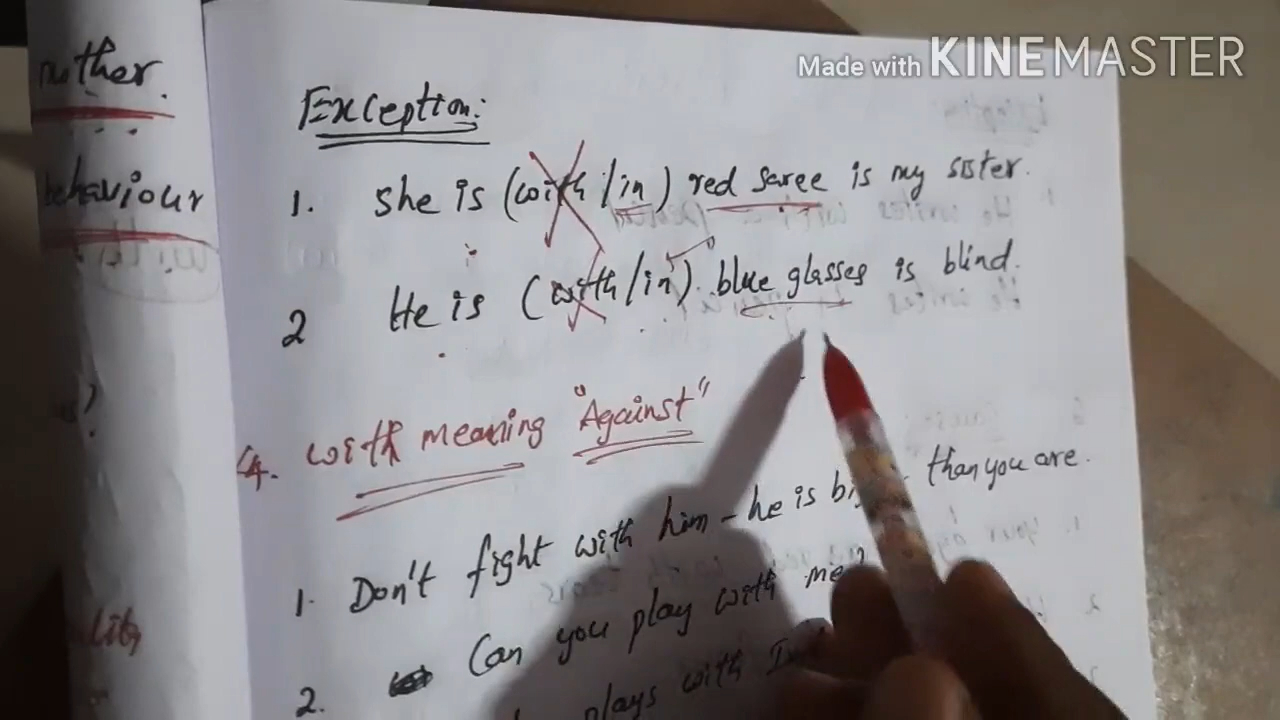 Made with KINEMASTER
mother.
behaviour
Exception:
1. She is (with/in) red saree is my sister.
2 He is (with/in) blue glasses is blind.
4. with meaning "Against"
1. Don't fight with him - he is than you are.
2. Can you play with me?
plays with